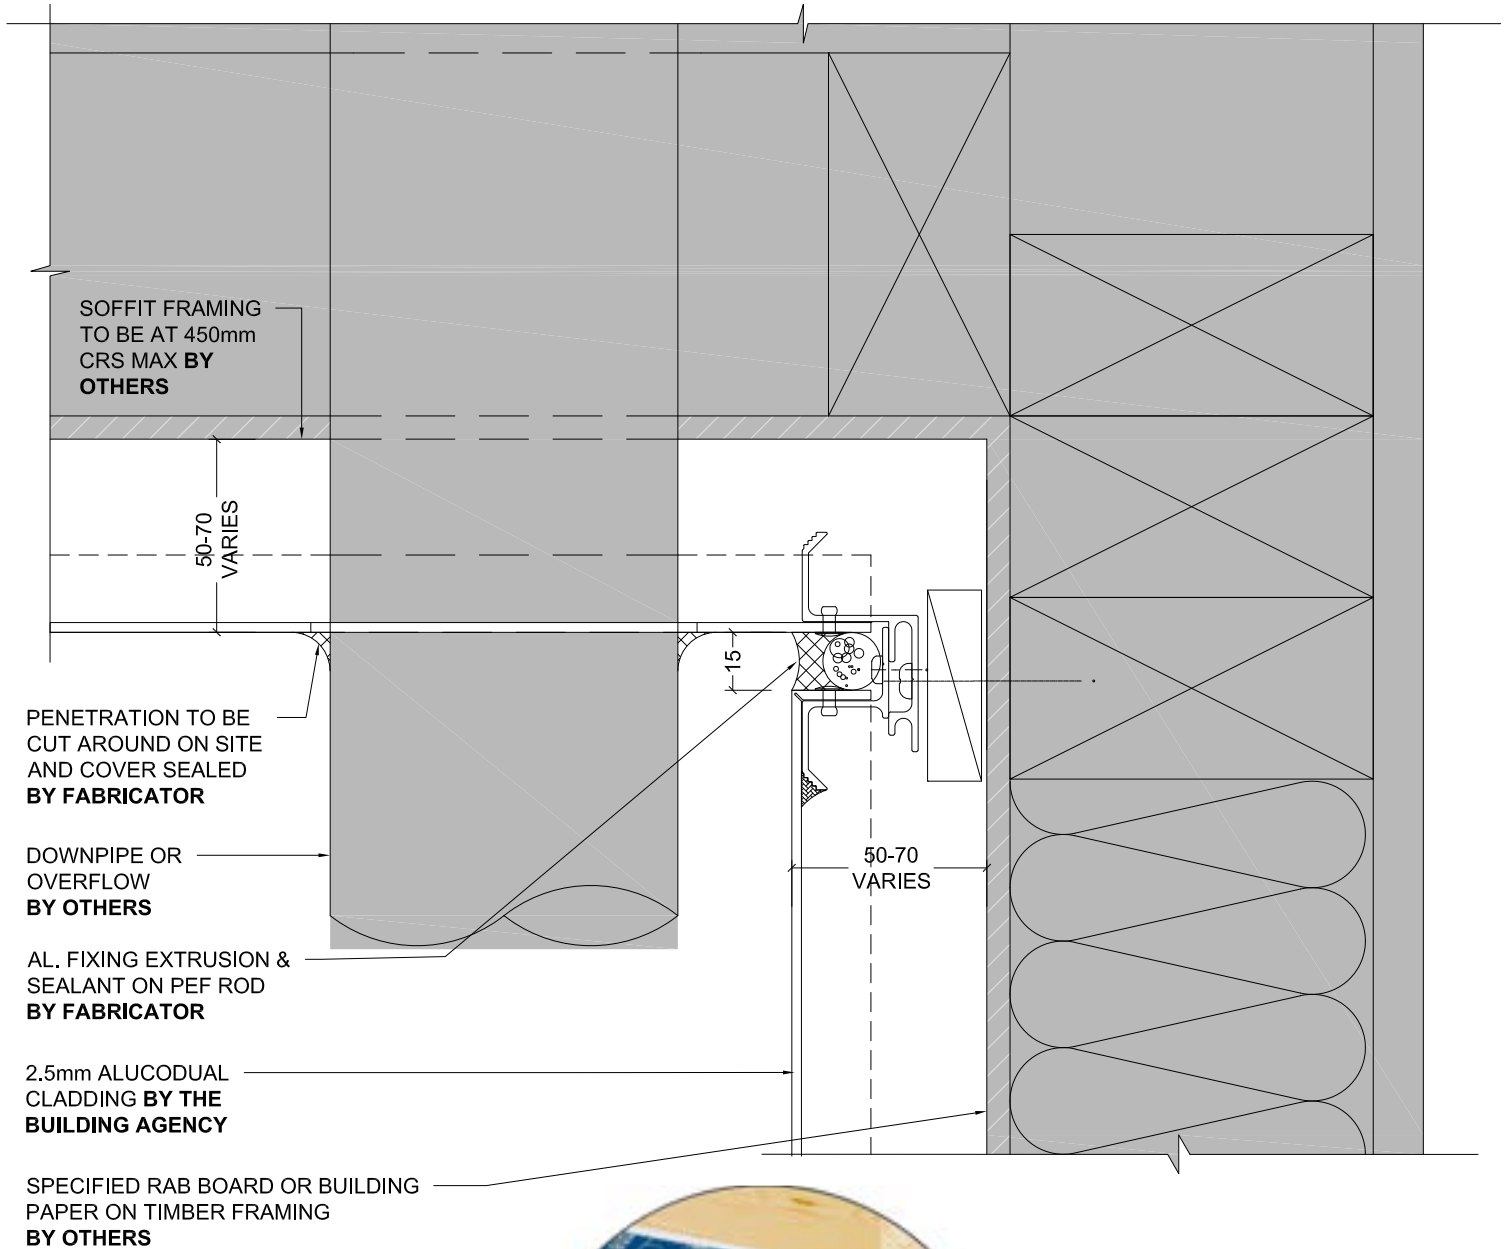 SOFFIT FRAMING
TO BE AT 450mm
CRS MAX BY
OTHERS
50-70
VARIES
15
PENETRATION TO BE
CUT AROUND ON SITE
AND COVER SEALED
BY FABRICATOR
DOWNPIPE OR
OVERFLOW
BY OTHERS
50-70
VARIES
AL. FIXING EXTRUSION &
SEALANT ON PEF ROD
BY FABRICATOR
2.5mm ALUCODUAL
CLADDING BY THE
BUILDING AGENCY
SPECIFIED RAB BOARD OR BUILDING
PAPER ON TIMBER FRAMING
BY OTHERS